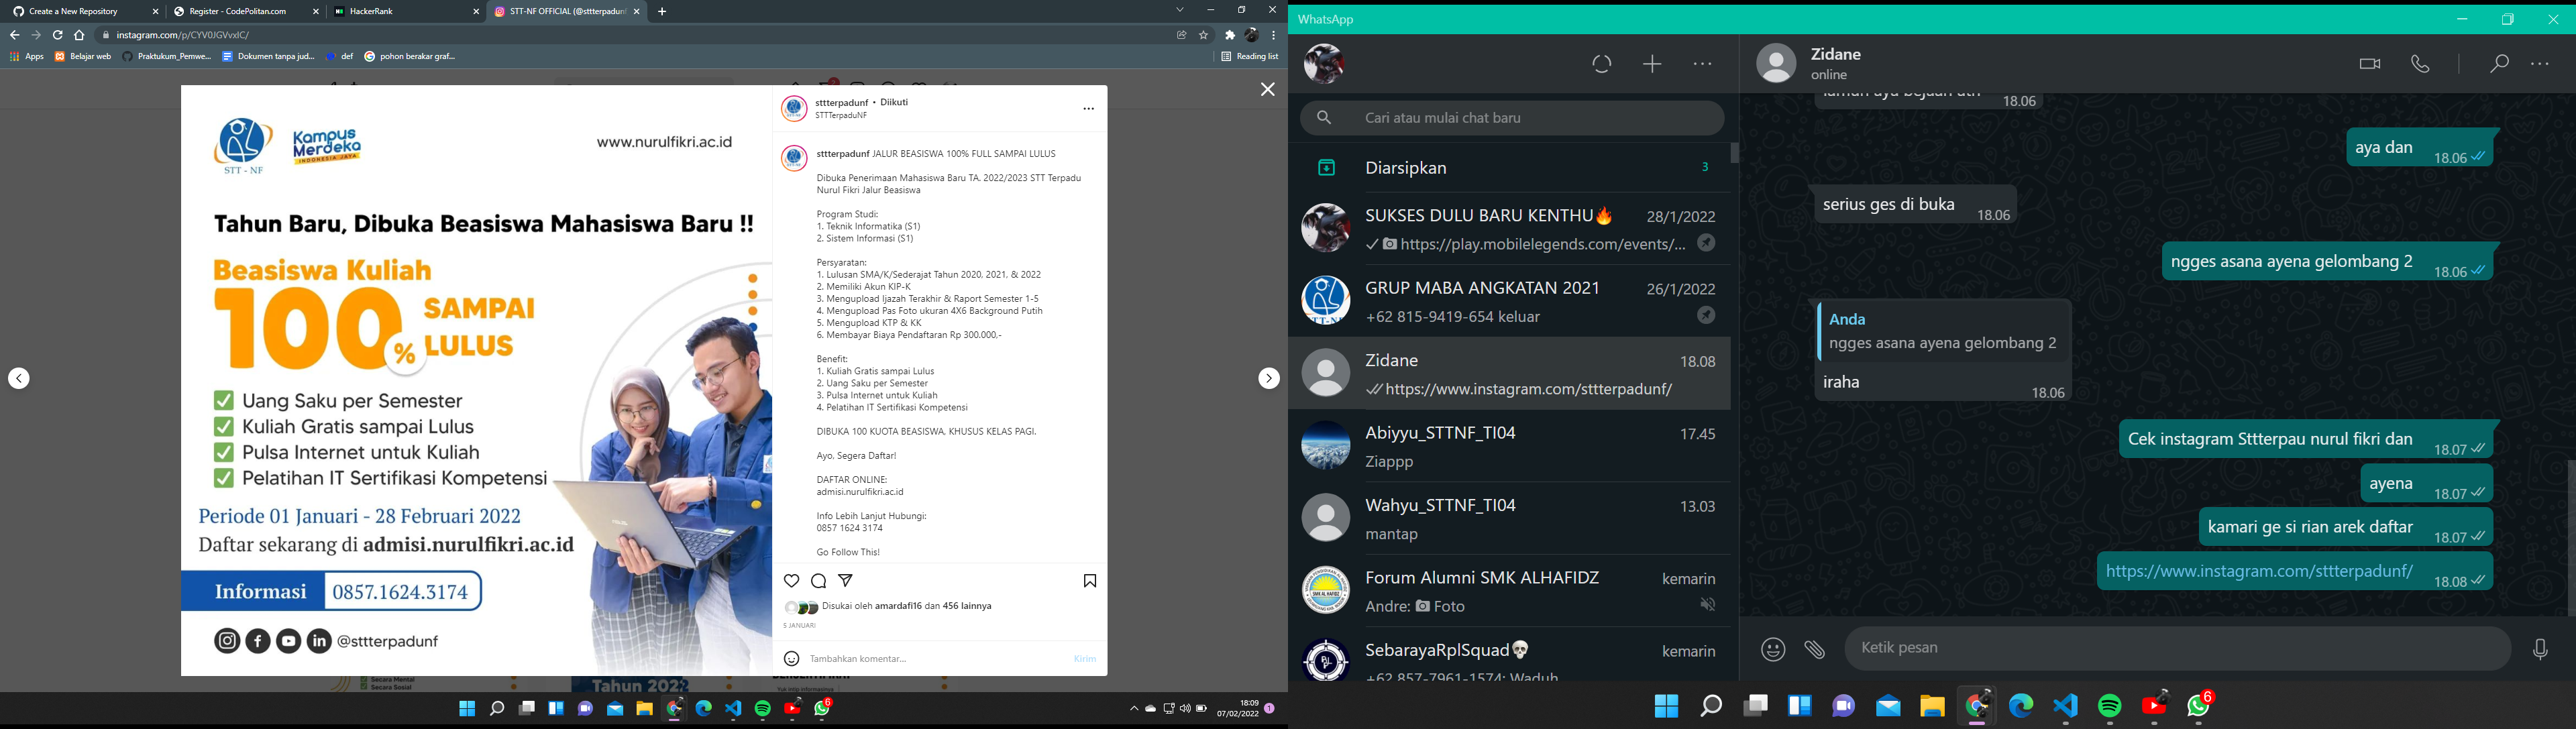 Create a New Repository
Register - CodePolitan.com
HackerRank
STT-NF OFFICIAL (@sttterpadunf
instagram.com/p/CYV0JGVvxlC/
Apps
Belajar web
Praktukum_Pemwe...
Dokumen tanpa jud...
def
pohon berakar graf...
Reading list
STT - NF
Kampus
Merdeka
INDONESIA JAYA
www.nurulfikri.ac.id
Tahun Baru, Dibuka Beasiswa Mahasiswa Baru !!
Beasiswa Kuliah
100% SAMPAI
LULUS
Uang Saku per Semester
Kuliah Gratis sampai Lulus
Pulsa Internet untuk Kuliah
Pelatihan IT Sertifikasi Kompetensi
Periode 01 Januari - 28 Februari 2022
Daftar sekarang di admisi.nurulfikri.ac.id
Informasi 0857.1624.3174
@sttterpadunf
sttterpadunf • Diikuti
STTTerpaduNF
sttterpadunf JALUR BEASISWA 100% FULL SAMPAI LULUS
Dibuka Penerimaan Mahasiswa Baru TA. 2022/2023 STT Terpadu
Nurul Fikri Jalur Beasiswa
Program Studi:
1. Teknik Informatika (S1)
2. Sistem Informasi (S1)
Persyaratan:
1. Lulusan SMA/K/Sederajat Tahun 2020, 2021, & 2022
2. Memiliki Akun KIP-K
3. Mengupload Ijazah Terakhir & Raport Semester 1-5
4. Mengupload Pas Foto ukuran 4X6 Background Putih
5. Mengupload KTP & KK
6. Membayar Biaya Pendaftaran Rp 300.000,-
Benefit:
1. Kuliah Gratis sampai Lulus
2. Uang Saku per Semester
3. Pulsa Internet untuk Kuliah
4. Pelatihan IT Sertifikasi Kompetensi
DIBUKA 100 KUOTA BEASISWA. KHUSUS KELAS PAGI.
Ayo. Segera Daftar!
DAFTAR ONLINE:
admisi.nurulfikri.ac.id
Info Lebih Lanjut Hubungi:
0857 1624 3174
Go Follow This!
Disukai oleh amardafi16 dan 456 lainnya
5 JANUARI
Tambahkan komentar...
Kirim
Secara Mental
Secara Sosial
Tahun 2022
6
18:09
07/02/2022
1
WhatsApp
Cari atau mulai chat baru
Diarsipkan
3
SUKSES DULU BARU KENTHU🔥
28/1/2022
https://play.mobilelegends.com/events/...
GRUP MABA ANGKATAN 2021
26/1/2022
+62 815-9419-654 keluar
Zidane
18.08
https://www.instagram.com/sttterpadunf/
Abiyyu_STTNF_TI04
17.45
Ziappp
Wahyu_STTNF_TI04
13.03
mantap
Forum Alumni SMK ALHAFIDZ
kemarin
Andre: Foto
SebarayaRplSquad💀
kemarin
+62 857-7961-1574: Waduh
Zidane
online
18.06
aya dan
18.06
serius ges di buka
18.06
ngges asana ayena gelombang 2
18.06
Anda
ngges asana ayena gelombang 2
iraha
18.06
Cek instagram Sttterpau nurul fikri dan
18.07
ayena
18.07
kamari ge si rian arek daftar
18.07
https://www.instagram.com/sttterpadunf/
18.08
Ketik pesan
6